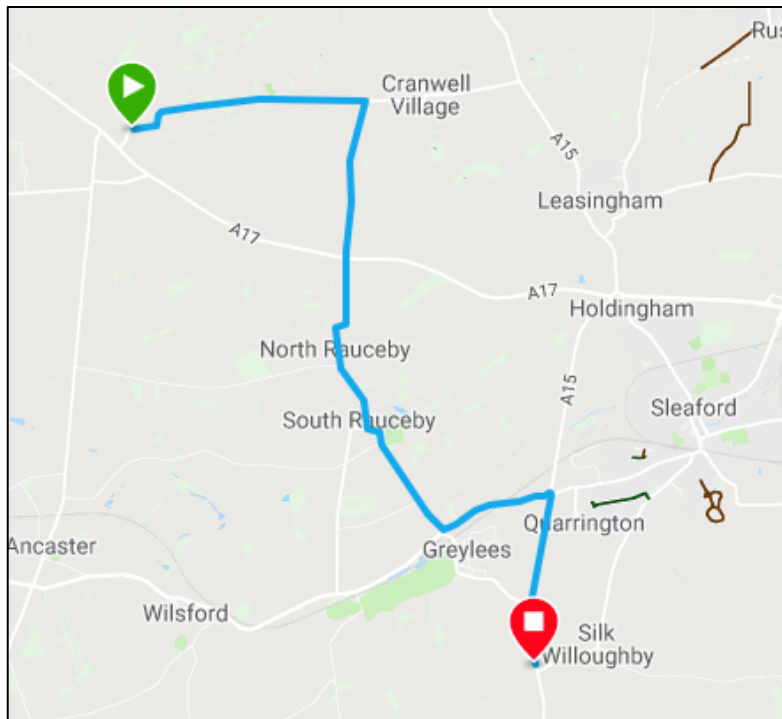 Rus
Cranwell
Village
A15
Leasingham
A17
A17
Holdingham
North Rauceby
A15
Sleaford
South Rauceby
Quarrington
Greylees
Ancaster
Wilsford
Silk
Willoughby